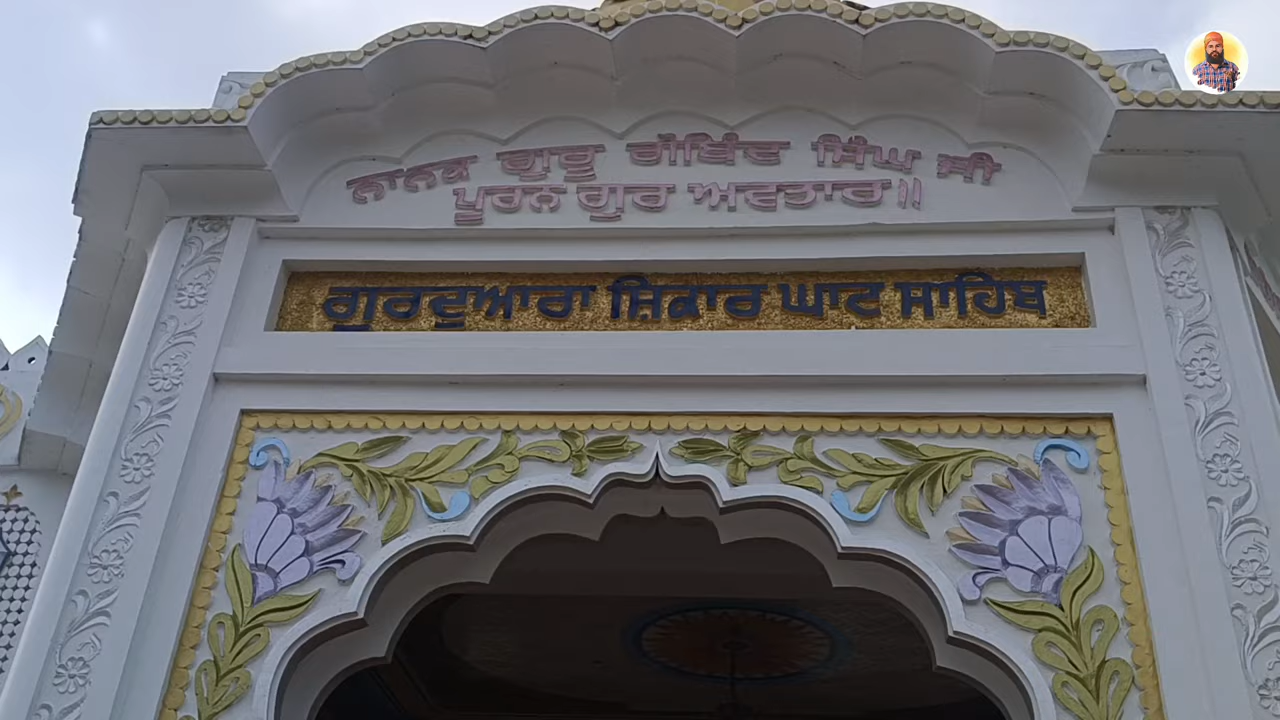 ਨਾਨਕ ਗੁਰੂ ਗੋਬਿੰਦ ਸਿੰਘ ਜੀ
ਪੂਰਨ ਗੁਰ ਅਵਤਾਰ॥
ਗੁਰਦੁਆਰਾ ਸ਼ਿਕਾਰ ਘਾਟ ਸਾਹਿਬ